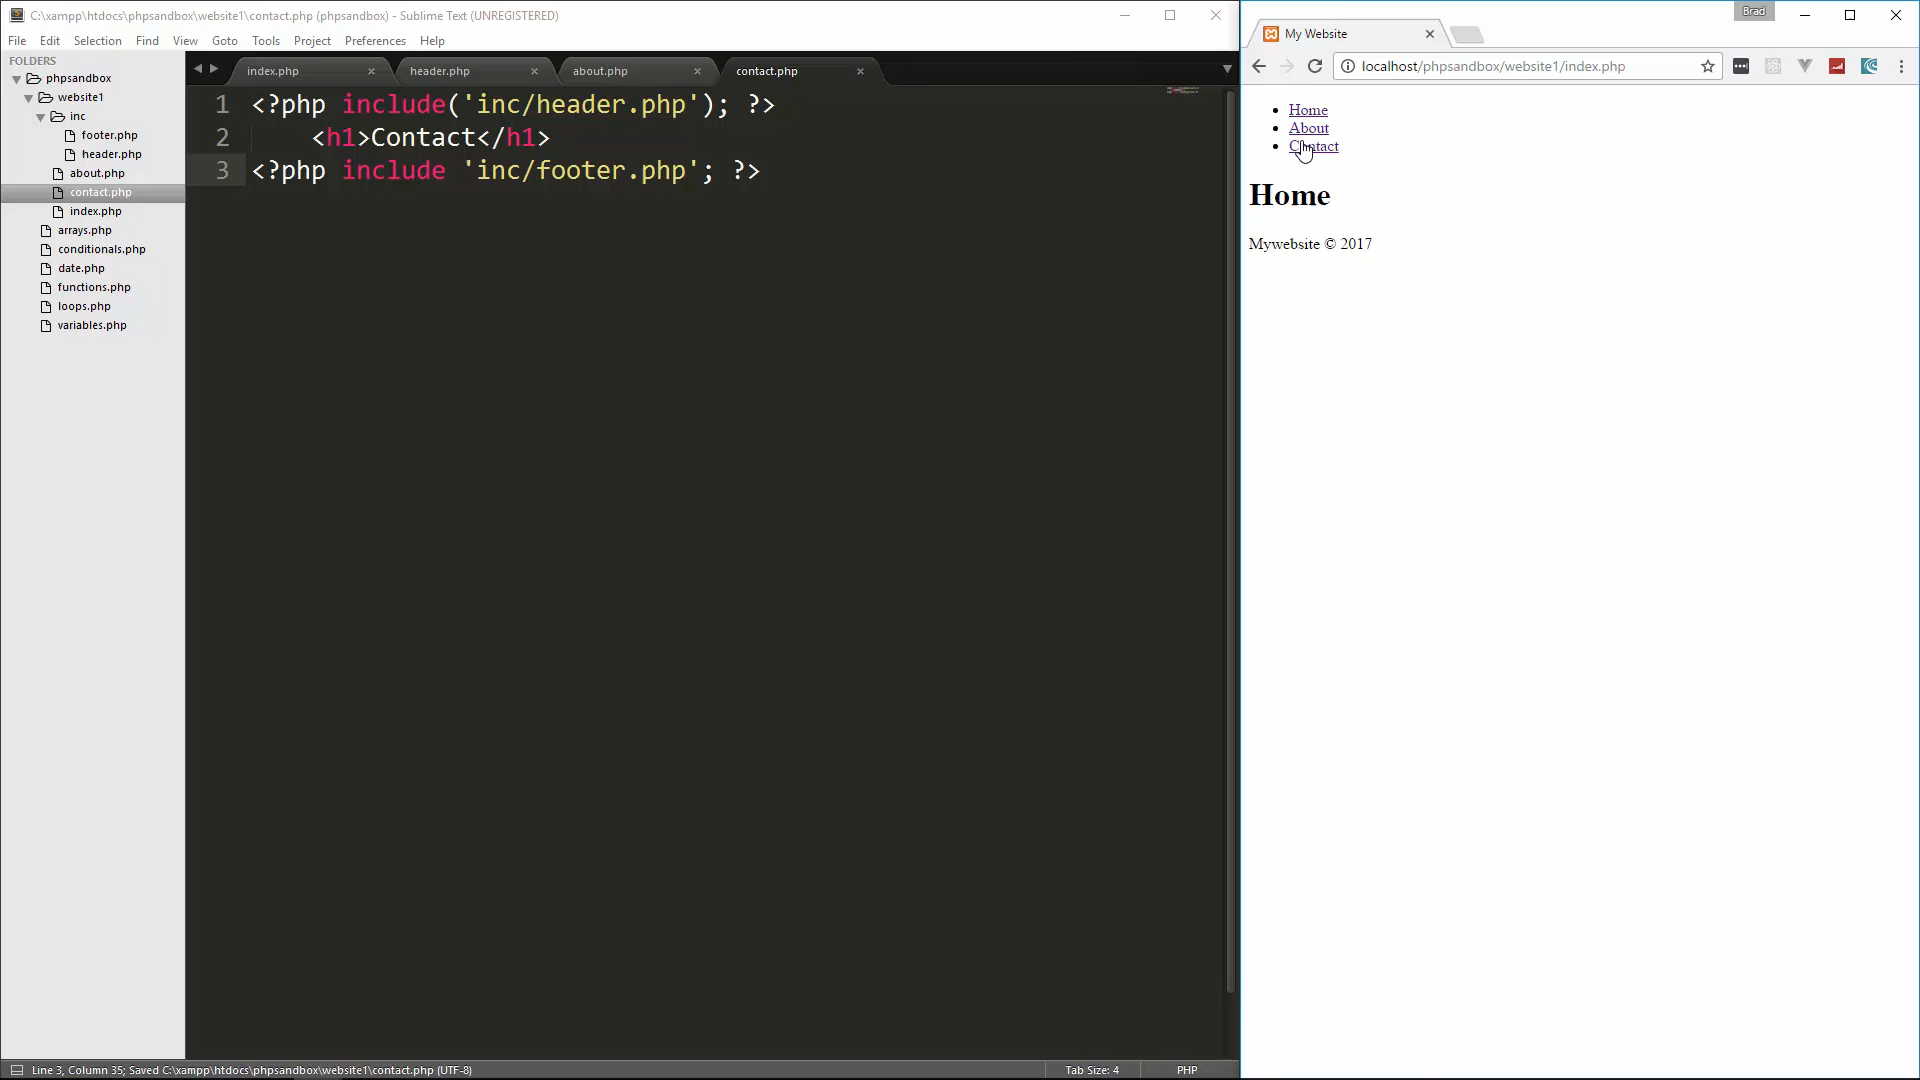 C:\xampp\htdocs\phpsandbox\website1\contact.php (phpsandbox) - Sublime Text (UNREGISTERED)
File Edit Selection Find View Goto Tools Project Preferences Help
FOLDERS
phpsandbox
website1
inc
footer.php
header.php
about.php
contact.php
index.php
arrays.php
conditionals.php
date.php
functions.php
loops.php
variables.php
index.php header.php about.php contact.php
1 <?php include('inc/header.php'); ?>
2 <h1>Contact</h1>
3 <?php include 'inc/footer.php'; ?>
Line 3, Column 35; Saved C:\xampp\htdocs\phpsandbox\website1\contact.php (UTF-8) Tab Size: 4 PHP
Brad
My Website
localhost/phpsandbox/website1/index.php
Home
About
Contact
Home
Mywebsite © 2017